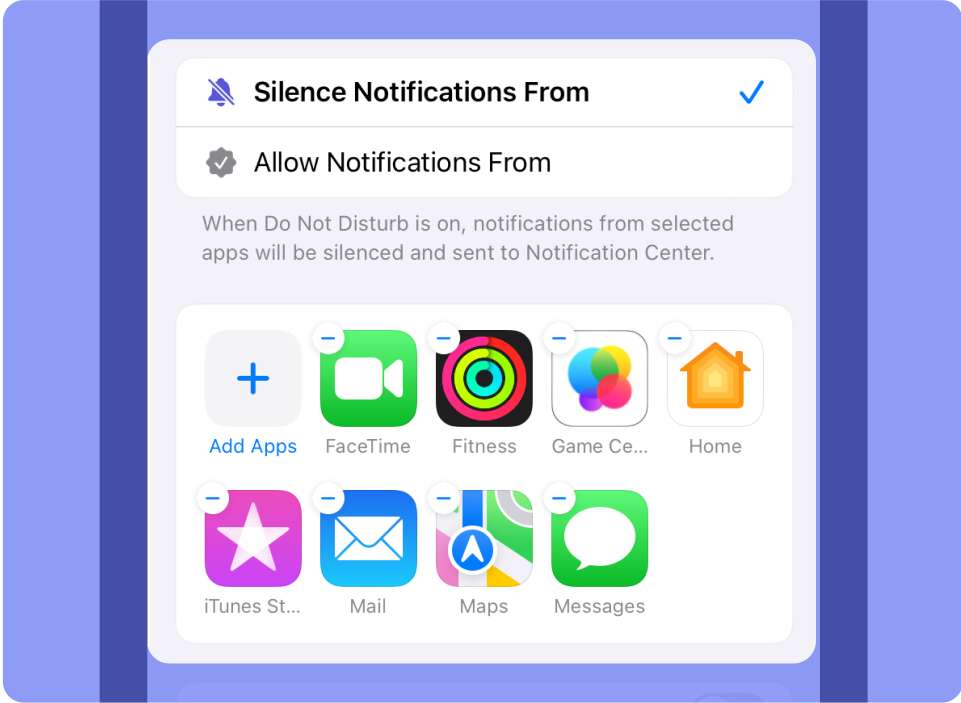 Silence Notifications From
Allow Notifications From
When Do Not Disturb is on, notifications from selected
apps will be silenced and sent to Notification Center.
Add Apps
FaceTime
Fitness
Game Ce...
Home
iTunes St...
Mail
Maps
Messages